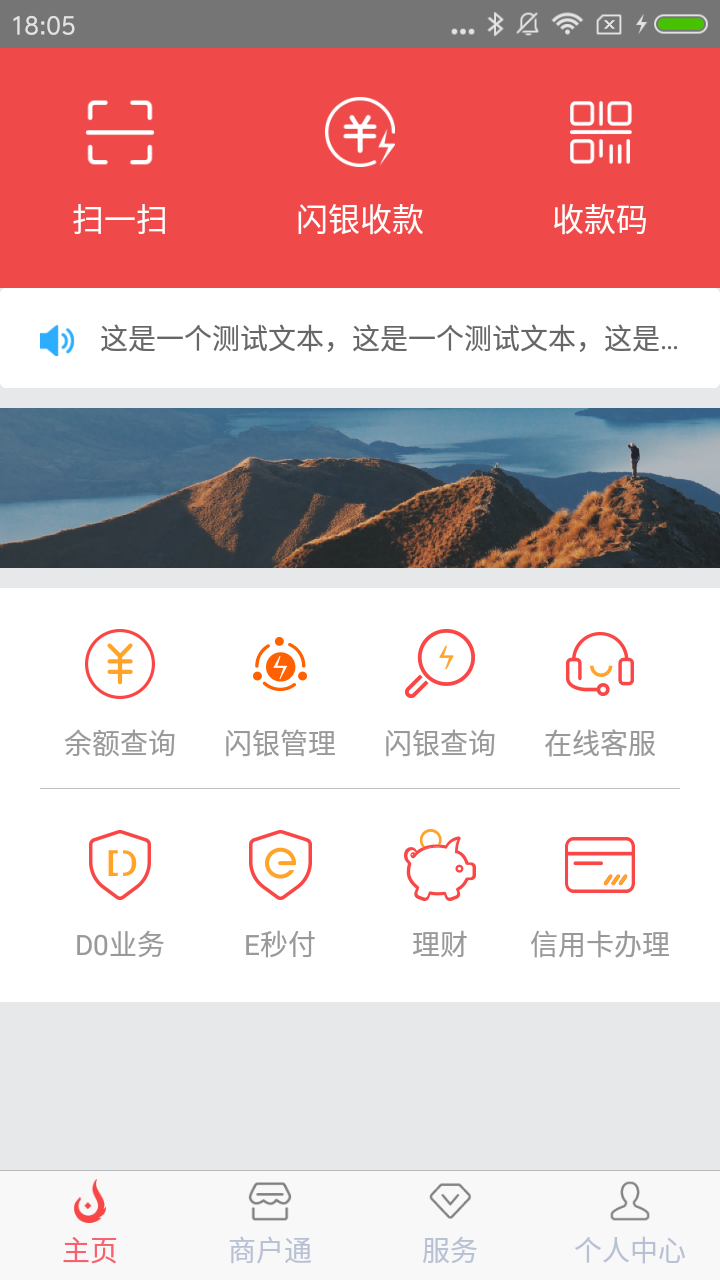 18:05
扫一扫 闪银收款 收款码
这是一个测试文本，这是一个测试文本，这是...
余额查询 闪银管理 闪银查询 在线客服
D0业务 E秒付 理财 信用卡办理
主页 商户通 服务 个人中心